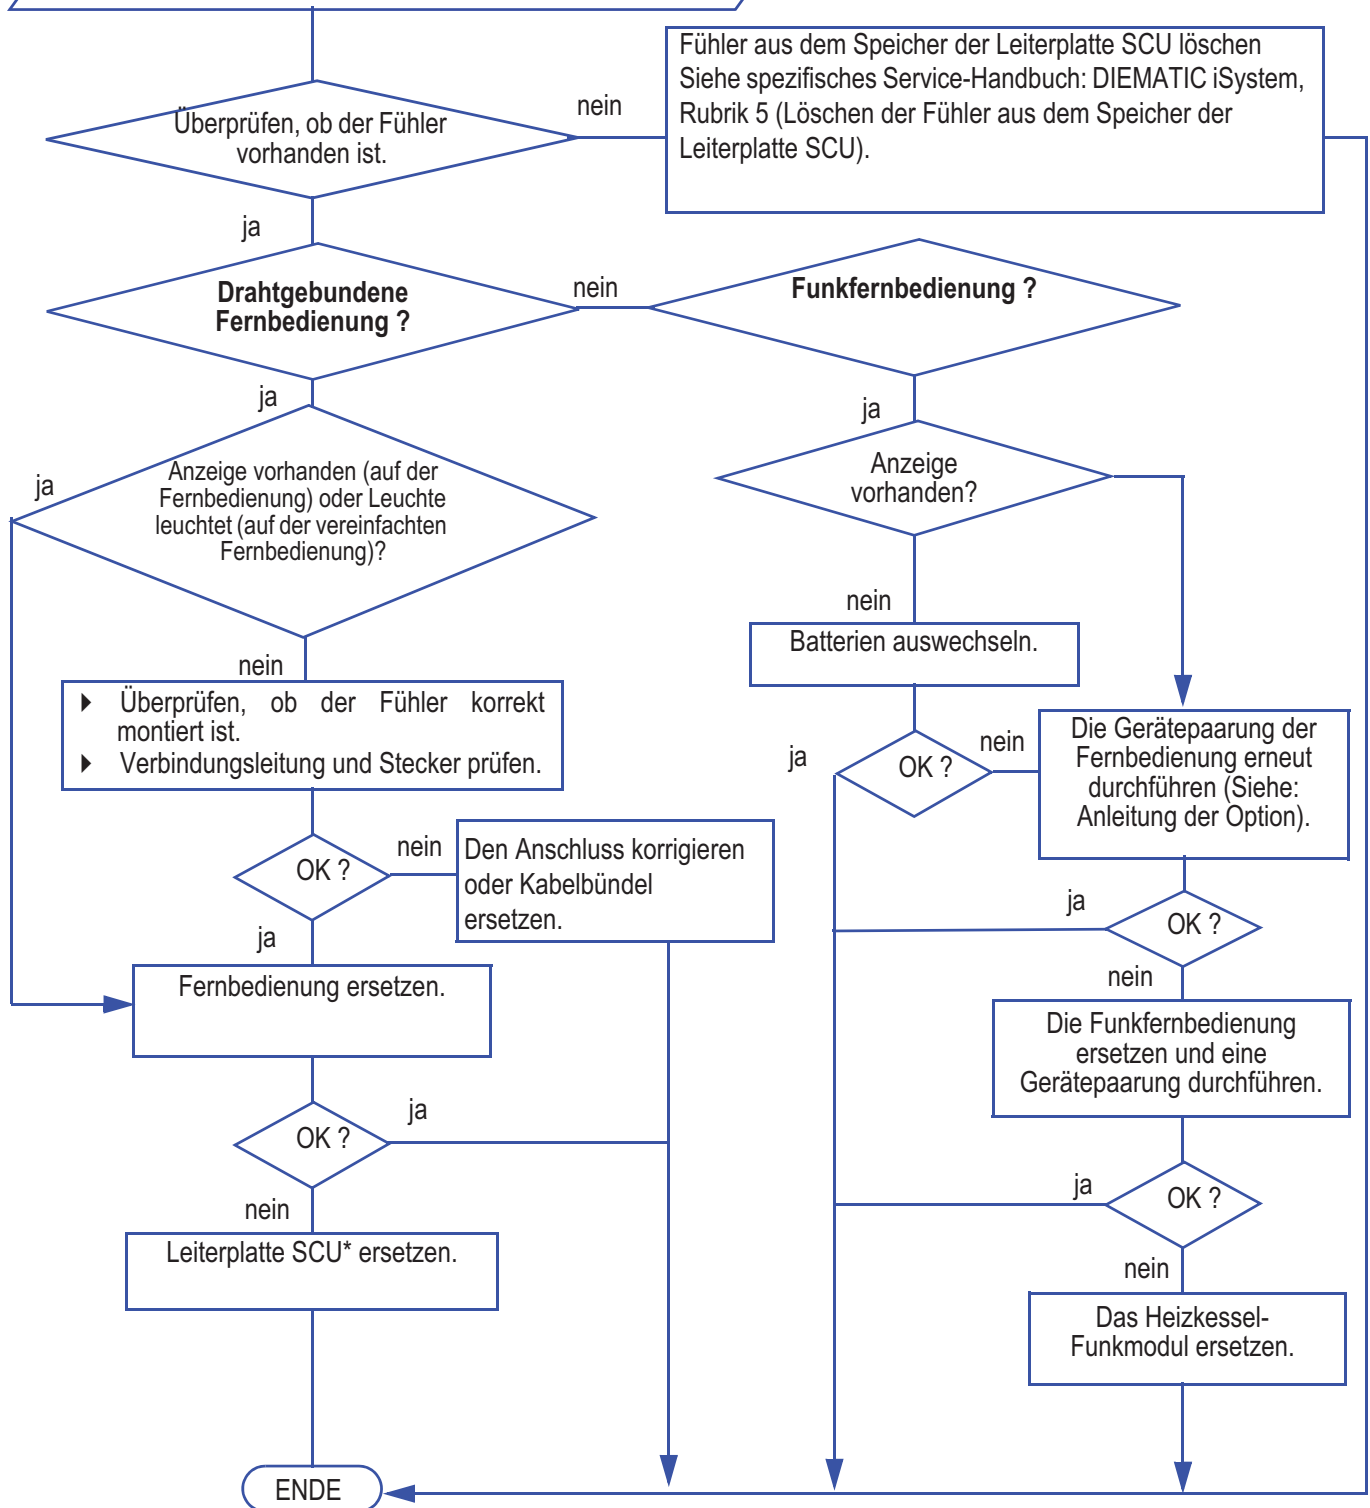 nein
Fühler aus dem Speicher der Leiterplatte SCU löschen
Siehe spezifisches Service-Handbuch: DIEMATIC iSystem,
Rubrik 5 (Löschen der Fühler aus dem Speicher der
Leiterplatte SCU).
Überprüfen, ob der Fühler
vorhanden ist.
ja
Drahtgebundene
Fernbedienung ?
nein
Funkfernbedienung ?
ja
ja
ja
Anzeige vorhanden (auf der
Fernbedienung) oder Leuchte
leuchtet (auf der vereinfachten
Fernbedienung)?
Anzeige
vorhanden?
nein
Batterien auswechseln.
nein
Überprüfen, ob der Fühler korrekt
montiert ist.
Verbindungsleitung und Stecker prüfen.
ja
OK ?
nein
Die Gerätepaarung der
Fernbedienung erneut
durchführen (Siehe:
Anleitung der Option).
OK ?
nein
Den Anschluss korrigieren
oder Kabelbündel
ersetzen.
ja
ja
OK ?
nein
Fernbedienung ersetzen.
Die Funkfernbedienung
ersetzen und eine
Gerätepaarung durchführen.
OK ?
ja
ja
OK ?
nein
nein
Leiterplatte SCU* ersetzen.
Das Heizkessel-
Funkmodul ersetzen.
ENDE